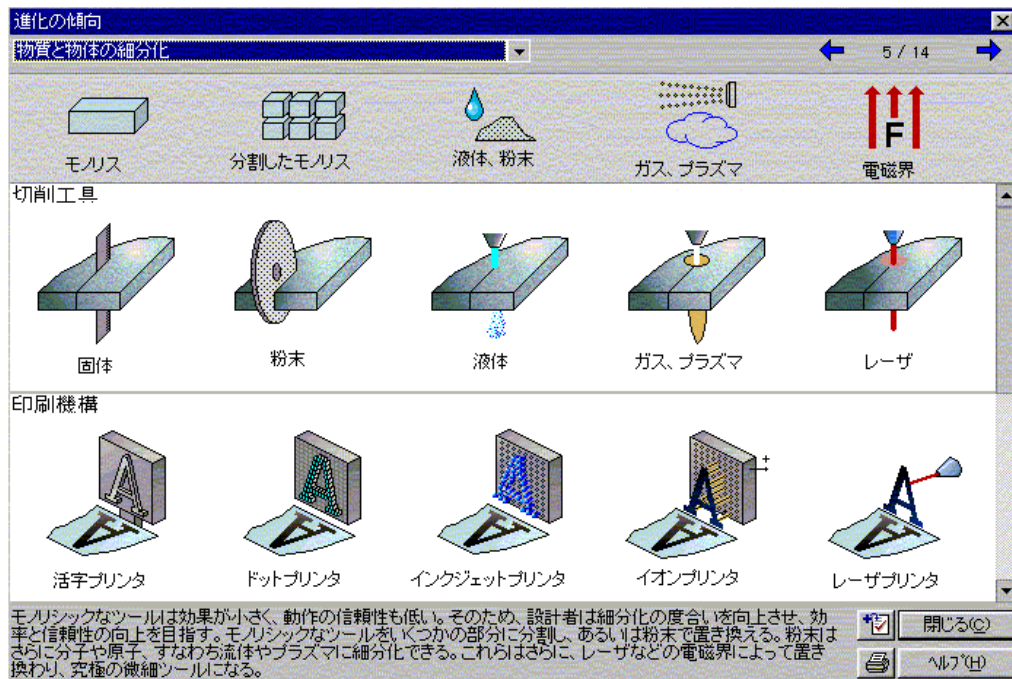 進化の傾向
物質と物体の細分化
5 / 14
モノリス
分割したモノリス
液体、粉末
ガス、プラズマ
F
電磁界
切削工具
固体
粉末
液体
ガス、プラズマ
レーザ
印刷機構
A
A
A
A
A
活字プリンタ
ドットプリンタ
インクジェットプリンタ
イオンプリンタ
レーザプリンタ
モノリシックなツールは効果が小さく、動作の信頼性も低い。そのため、設計者は細分化の度合いを向上させ、効
率と信頼性の向上を目指す。モノリシックなツールをいくつかの部分に分割し、あるいは粉末で置き換える。粉末は
さらに分子や原子、すなわち流体やプラズマに細分化できる。これらはさらに、レーザなどの電磁界によって置き
換わり、究極の微細ツールになる。
閉じる(C)
ヘルプ(H)